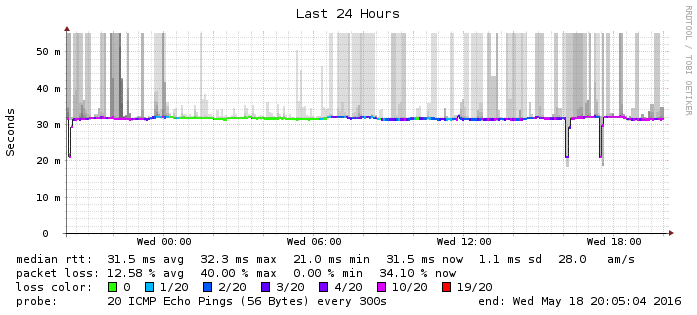 Last 24 Hours
RRDTOOL / TOBI OETIKER
Seconds
50 m
40 m
30 m
20 m
10 m
0
Wed 00:00 Wed 06:00 Wed 12:00 Wed 18:00
median rtt: 31.5 ms avg 32.3 ms max 21.0 ms min 31.5 ms now 1.1 ms sd 28.0 am/s
packet loss: 12.58 % avg 40.00 % max 0.00 % min 34.10 % now
loss color: 0 1/20 2/20 3/20 4/20 10/20 19/20
probe: 20 ICMP Echo Pings (56 Bytes) every 300s end: Wed May 18 20:05:04 2016